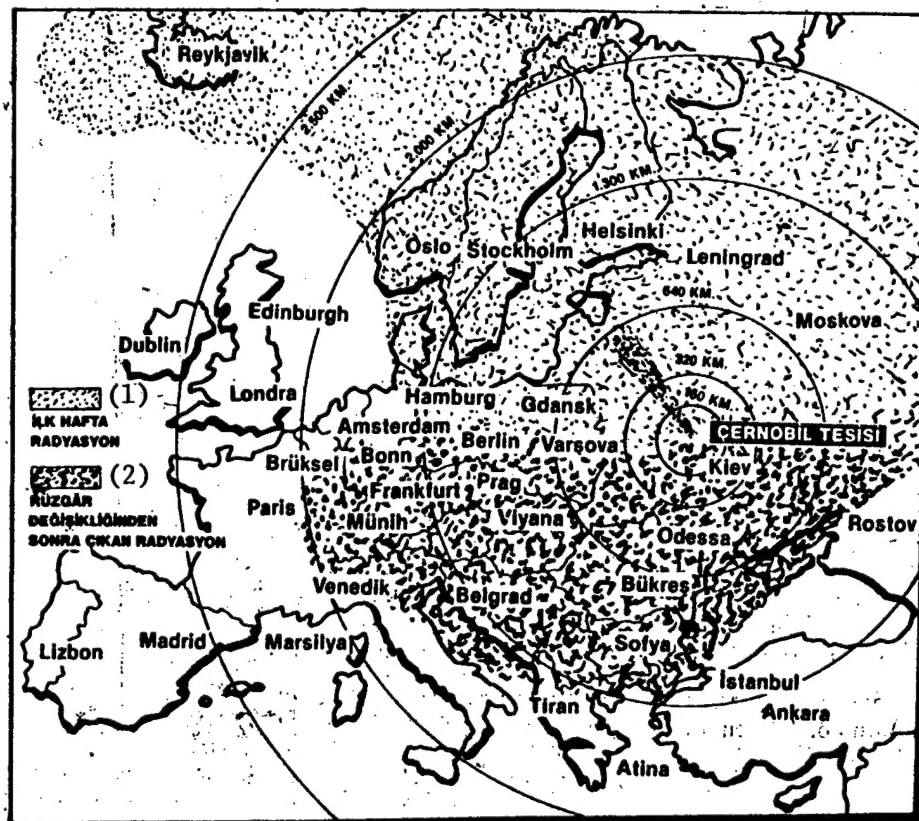 Reykjavik
2.500 KM.
2.000 KM.
1.300 KM.
Oslo
Stockholm
Helsinki
Leningrad
640 KM.
Edinburgh
Moskova
Dublin
320 KM.
160 KM.
Londra
Hamburg
Gdansk
(1)
İLK HAFTA
RADYASYON
Amsterdam
Berlin
Varşova
ÇERNOBİL TESİSİ
Brüksel
Bonn
Kiev
(2)
RÜZGÂR
DEĞİŞİKLİĞİNDEN
SONRA ÇIKAN RADYASYON
Paris
Frankfurt
Prag
Münih
Viyana
Odessa
Rostov
Venedik
Belgrad
Bükreş
Lizbon
Madrid
Marsilya
Sofya
Tiran
İstanbul
Ankara
Atina